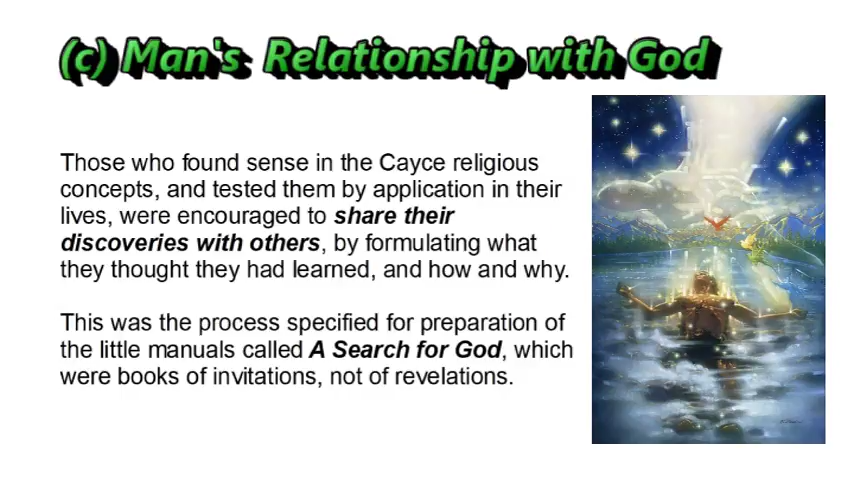 (c) Man's Relationship with God
Those who found sense in the Cayce religious
concepts, and tested them by application in their
lives, were encouraged to share their
discoveries with others, by formulating what
they thought they had learned, and how and why.
This was the process specified for preparation of
the little manuals called A Search for God, which
were books of invitations, not of revelations.